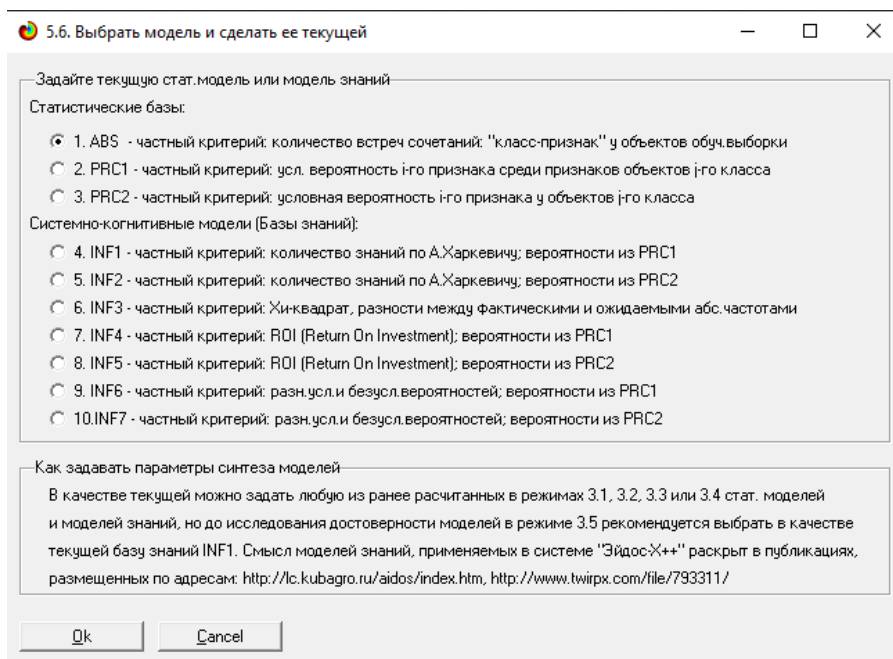 5.6. Выбрать модель и сделать ее текущей
Задайте текущую стат.модель или модель знаний
Статистические базы:
1. ABS - частный критерий: количество встреч сочетаний: "класс-признак" у объектов обуч.выборки
2. PRC1 - частный критерий: усл. вероятность i-го признака среди признаков объектов j-го класса
3. PRC2 - частный критерий: условная вероятность i-го признака у объектов j-го класса
Системно-когнитивные модели (Базы знаний):
4. INF1 - частный критерий: количество знаний по А.Харкевичу; вероятности из PRC1
5. INF2 - частный критерий: количество знаний по А.Харкевичу; вероятности из PRC2
6. INF3 - частный критерий: Хи-квадрат, разности между фактическими и ожидаемыми абс.частотами
7. INF4 - частный критерий: ROI (Return On Investment); вероятности из PRC1
8. INF5 - частный критерий: ROI (Return On Investment); вероятности из PRC2
9. INF6 - частный критерий: разн.усл.и безусл.вероятностей; вероятности из PRC1
10.INF7 - частный критерий: разн.усл.и безусл.вероятностей; вероятности из PRC2
Как задавать параметры синтеза моделей
В качестве текущей можно задать любую из ранее расчитанных в режимах 3.1, 3.2, 3.3 или 3.4 стат. моделей
и моделей знаний, но до исследования достоверности моделей в режиме 3.5 рекомендуется выбрать в качестве
текущей базу знаний INF1. Смысл моделей знаний, применяемых в системе "Эйдос-Х++" раскрыт в публикациях,
размещенных по адресам: http://lc.kubagro.ru/aidos/index.htm, http://www.twirpx.com/file/793311/
Ok Cancel